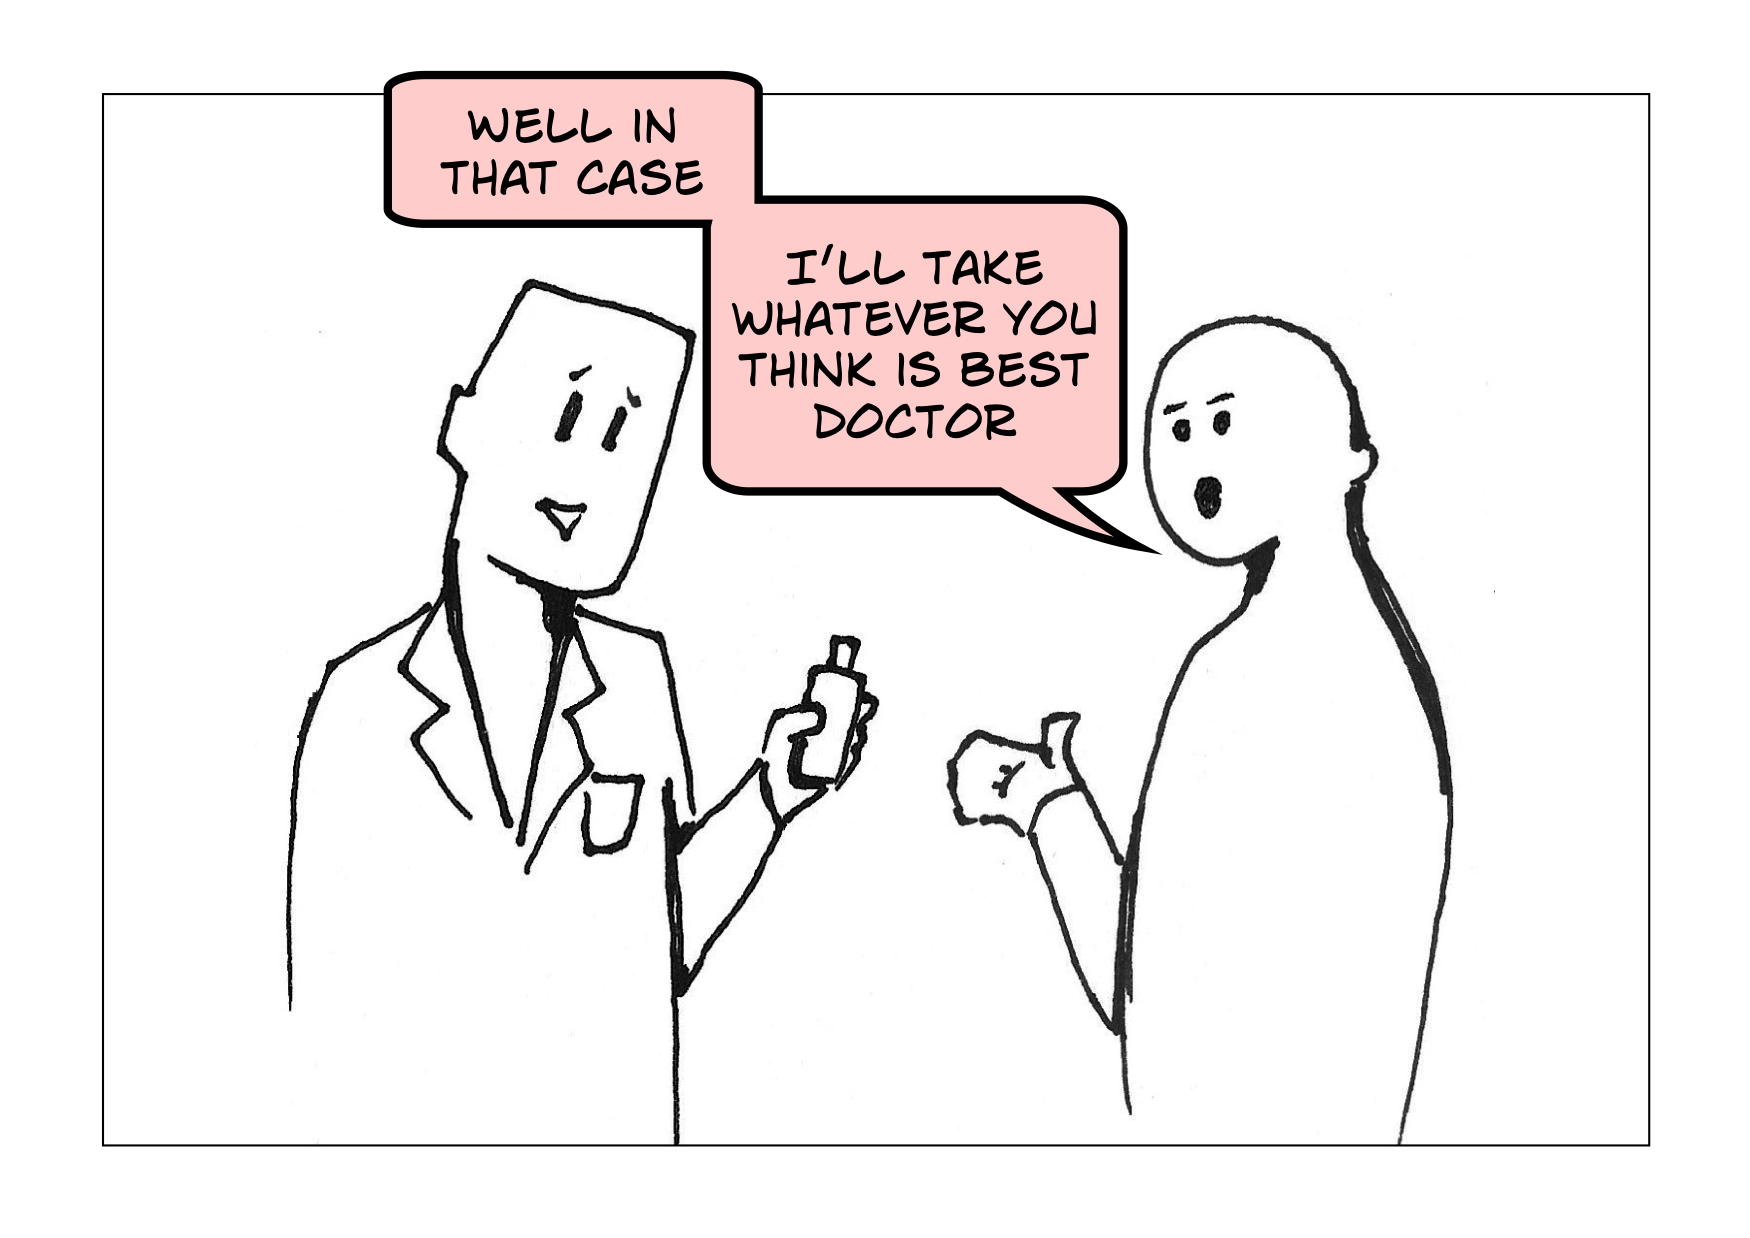 WELL IN
THAT CASE
I'LL TAKE
WHATEVER YOU
THINK IS BEST
DOCTOR